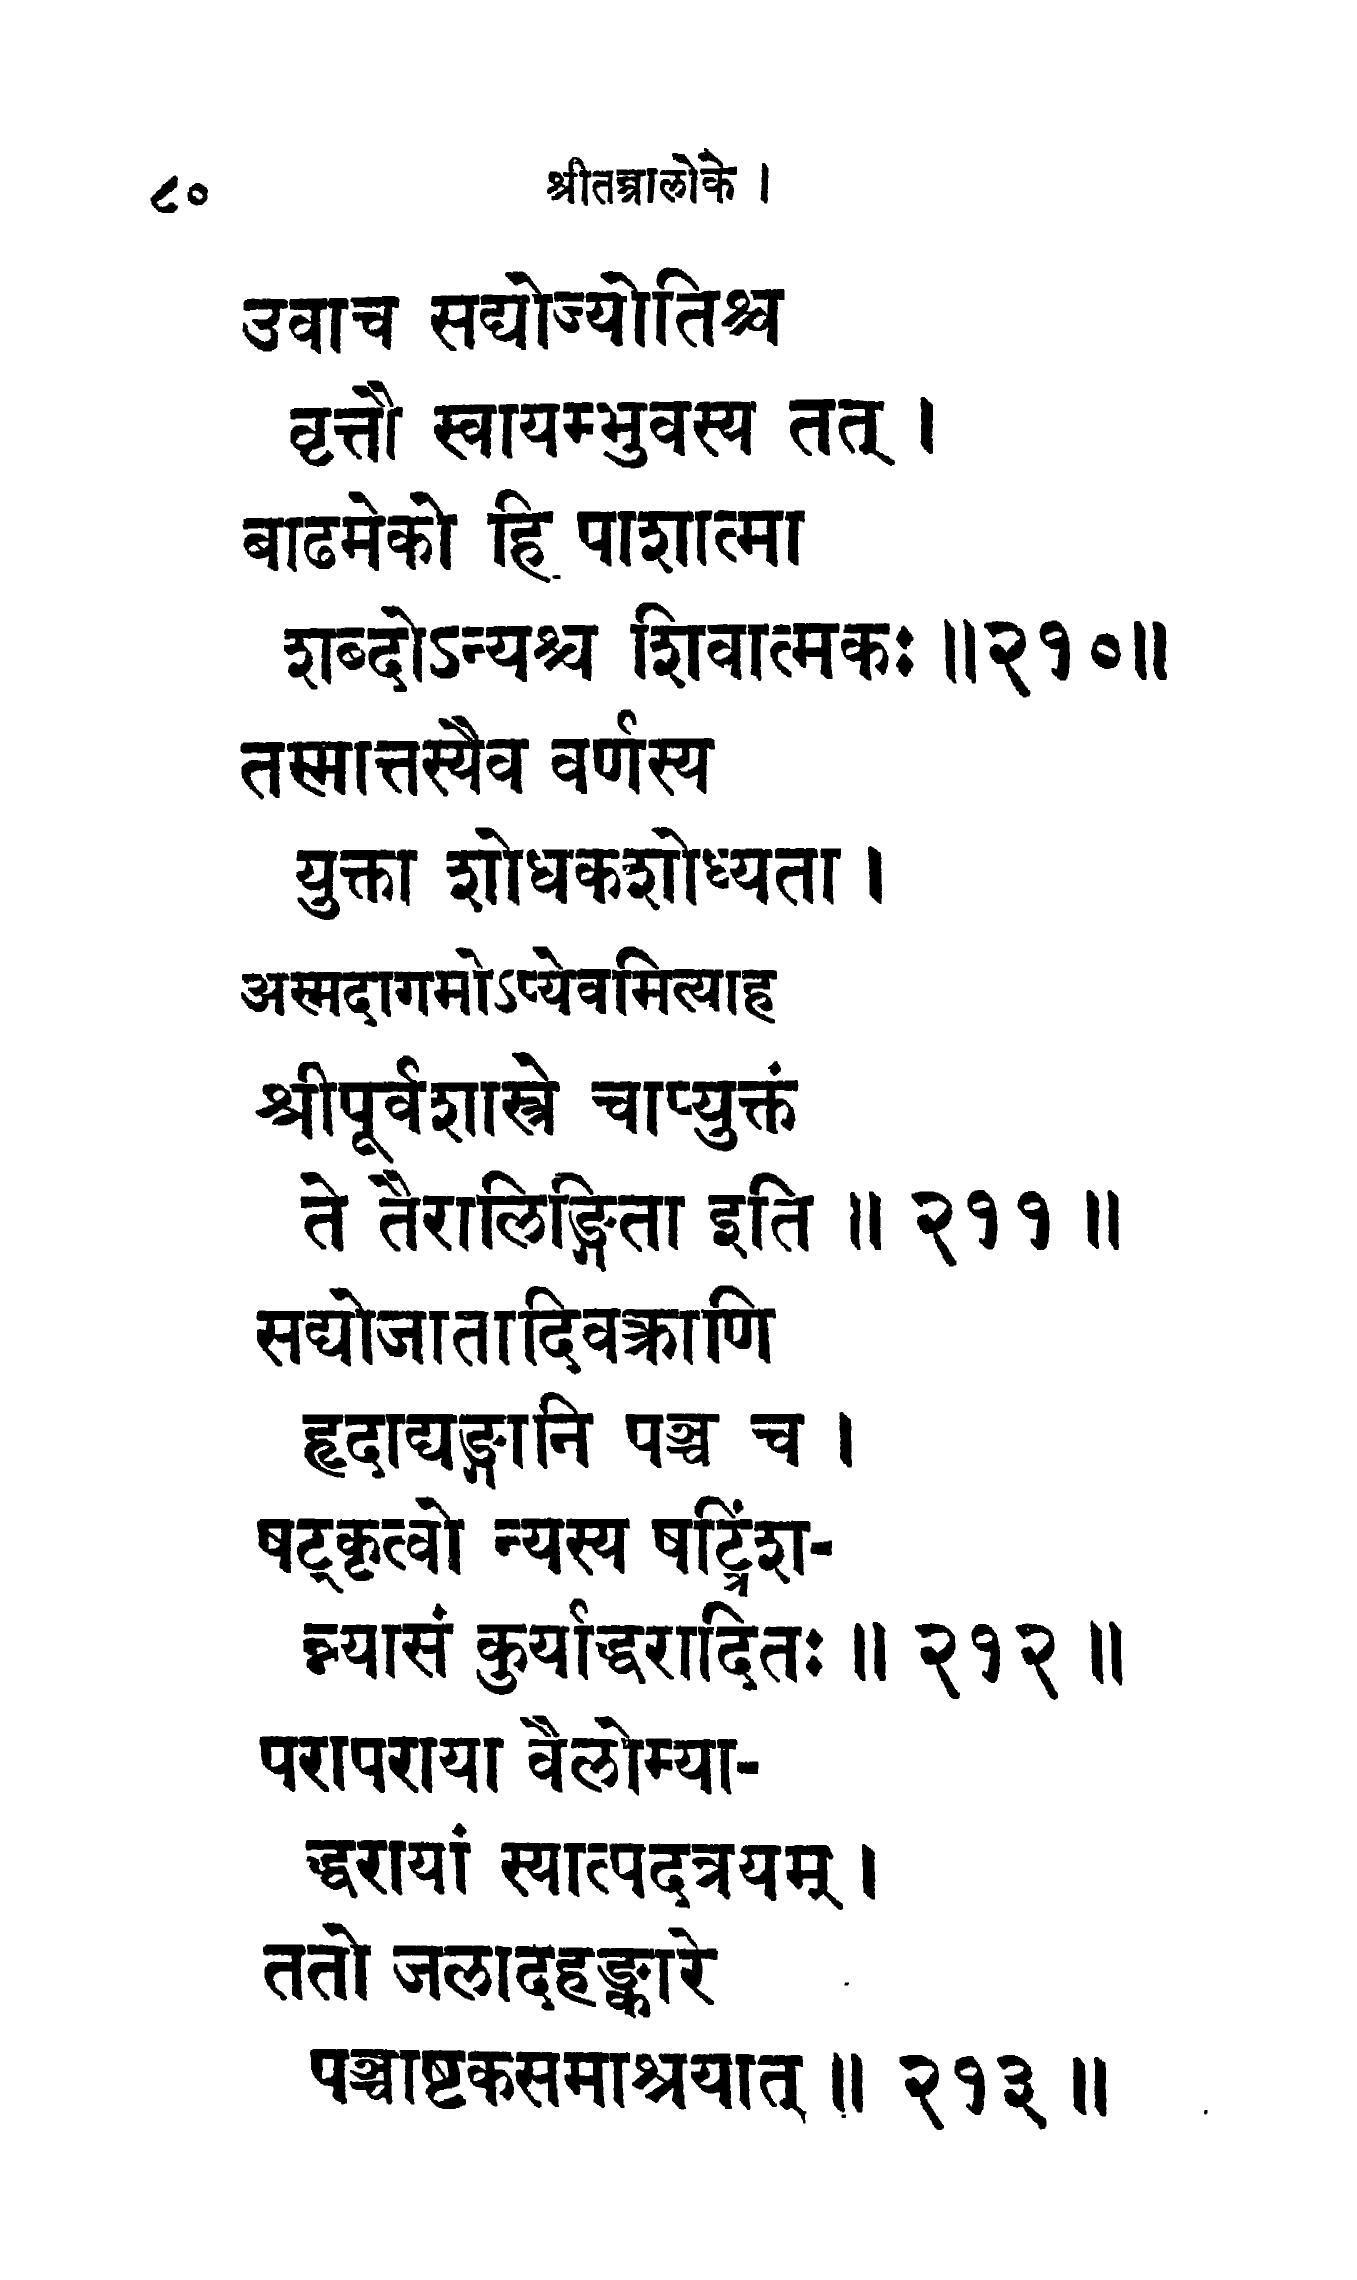 ८० श्रीतन्त्रालोके ।
उवाच सद्योज्योतिश्च
वृत्तौ स्वायम्भुवस्य तत् ।
बाढमेको हि पाशात्मा
शब्दोऽन्यश्च शिवात्मकः ॥२१०॥
तस्मात्तस्यैव वर्णस्य
युक्ता शोधकशोध्यता ।
अस्मदागमोऽप्येवमित्याह
श्रीपूर्वशास्त्रे चाप्युक्तं
ते तैरालिङ्गिता इति ॥ २११ ॥
सद्योजातादिवक्त्राणि
हृदाद्यङ्गानि पञ्च च ।
षट्कृत्वो न्यस्य षट्त्रिंश-
न्न्यासं कुर्याद्धरादितः ॥ २१२ ॥
परापराया वैलोम्या-
द्धरायां स्यात्पदत्रयम् ।
ततो जलादहङ्कारे
पञ्चाष्टकसमाश्रयात् ॥ २१३ ॥